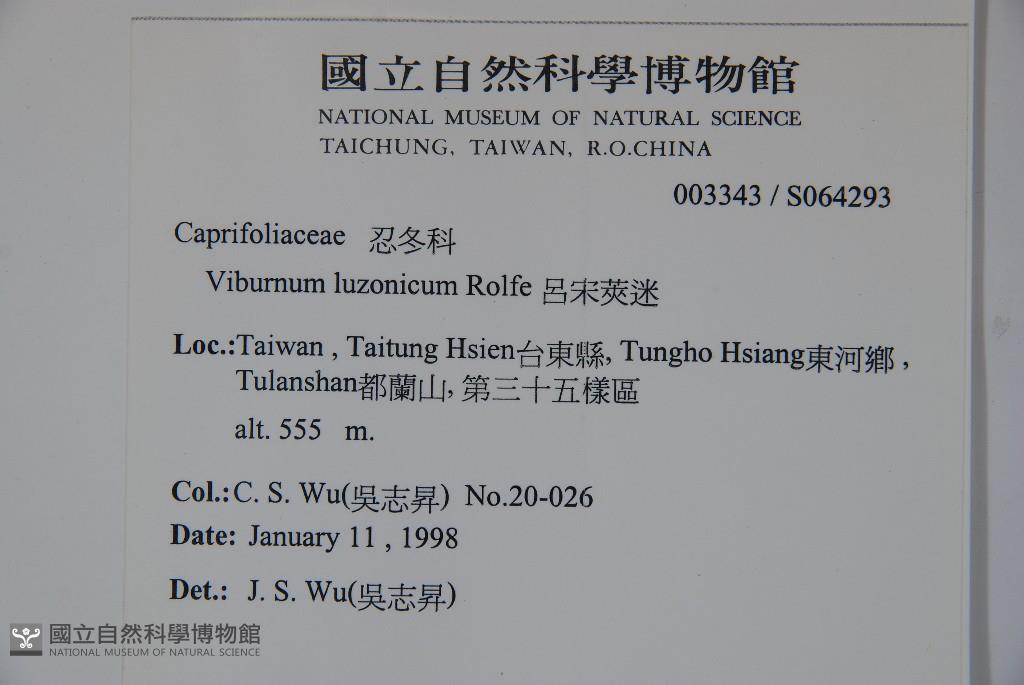 國立自然科學博物館
NATIONAL MUSEUM OF NATURAL SCIENCE
TAICHUNG, TAIWAN, R.O.CHINA
003343 / S064293
Caprifoliaceae 忍冬科
Viburnum luzonicum Rolfe 呂宋莢迷
Loc.:Taiwan , Taitung Hsien台東縣, Tungho Hsiang東河鄉 ,
Tulanshan都蘭山, 第三十五樣區
alt. 555 m.
Col.:C. S. Wu(吳志昇) No.20-026
Date: January 11 , 1998
Det.: J. S. Wu(吳志昇)
國立自然科學博物館
NATIONAL MUSEUM OF NATURAL SCIENCE